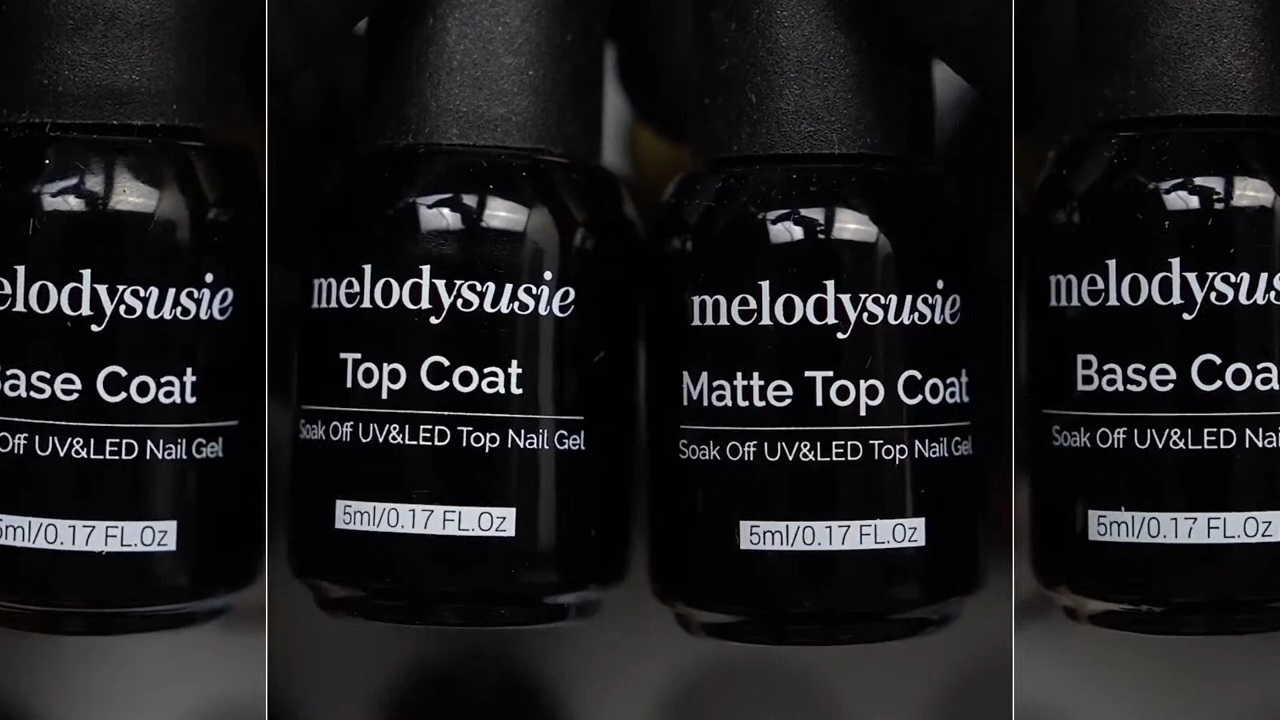 elodysusie
Base Coat
Off UV&LED Nail Gel
5ml/0.17 FL.Oz
melodysusie
Top Coat
Soak Off UV&LED Top Nail Gel
5ml/0.17 FL.Oz
melodysusie
Matte Top Coat
Soak Off UV&LED Top Nail Gel
5ml/0.17 FL.Oz
melodysus
Base Coa
Soak Off UV&LED Nai
5ml/0.17 FL.Oz